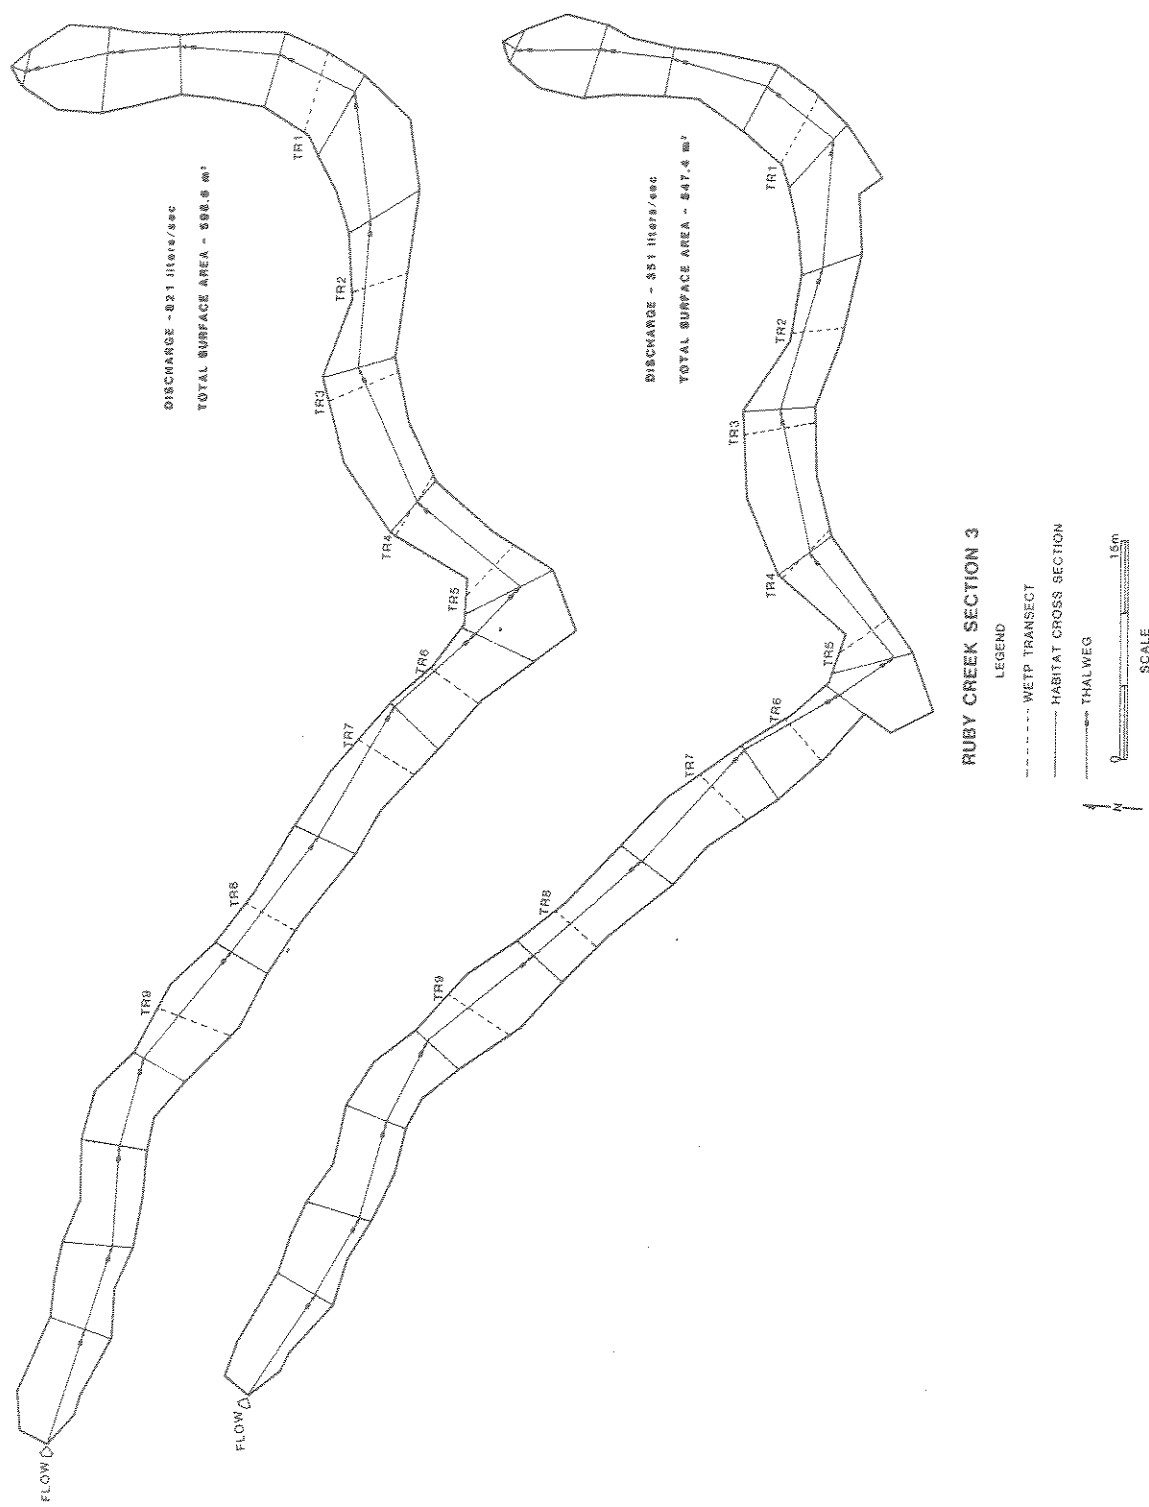 TR1
DISCHARGE - 821 liters/sec
TOTAL SURFACE AREA - m²
TR2
TR3
TR4
TR5
TR6
TR7
TR8
TR9
FLOW
TR1
DISCHARGE - 351 liters/sec
TOTAL SURFACE AREA - 547.4 m²
TR2
TR3
TR4
TR5
TR6
TR7
TR8
TR9
FLOW
RUBY CREEK SECTION 3
LEGEND
WETP TRANSECT
HABITAT CROSS SECTION
THALWEG
N
0 15m
SCALE